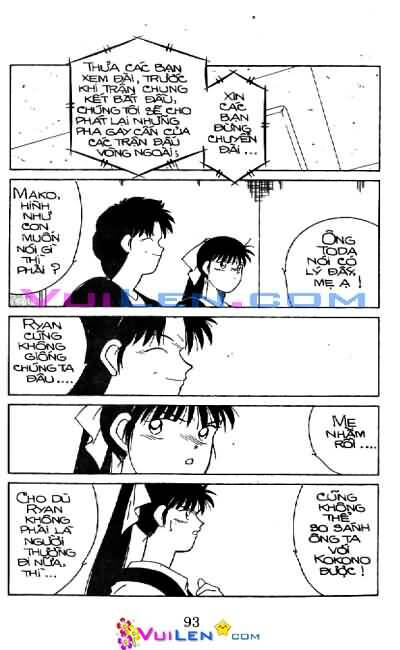 THƯA CÁC BẠN
XEM ĐÀI, TRƯỚC
KHI TRẬN CHUNG
KẾT BẮT ĐẦU,
CHÚNG TÔI SẼ CHO
PHÁT LẠI NHỮNG
PHA GAY CẤN CỦA
CÁC TRẬN ĐẤU
VÒNG NGOÀI;
XIN
CÁC
BẠN
ĐỪNG
CHUYỂN
ĐÀI...
MAKO,
HÌNH
NHƯ
CON
MUỐN
NÓI GÌ
THÌ
PHẢI?
ÔNG
TODA
NÓI CÓ
LÝ ĐẤY,
MẸ Ạ!
VUILEN.COM
RYAN
CŨNG
KHÔNG
GIỐNG
CHÚNG TA
ĐÂU....
MẸ
NHẦM
RỒI....
CHO DÙ
RYAN
KHÔNG
PHẢI LÀ
NGƯỜI
THƯƠNG
ĐI NỮA,
THÌ...
CŨNG
KHÔNG
THỂ
SO SÁNH
ÔNG TA
VỚI
KOKONO
ĐƯỢC!
93
VUILEN.COM